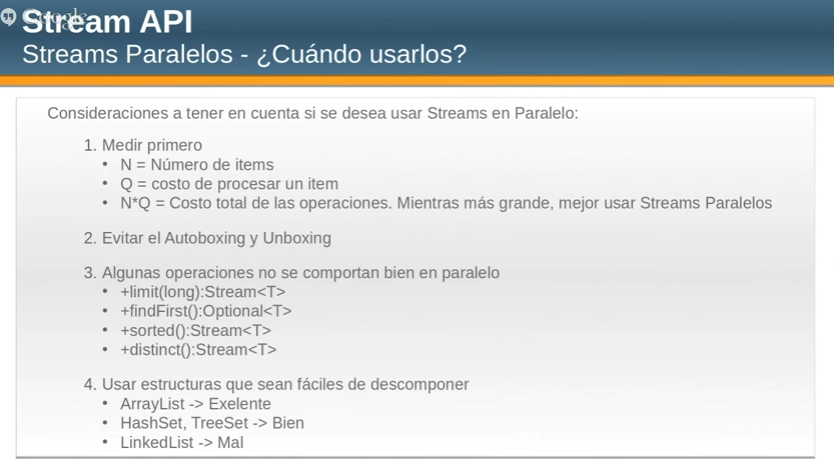 Google
Stream API
Streams Paralelos - ¿Cuándo usarlos?
Consideraciones a tener en cuenta si se desea usar Streams en Paralelo:
1. Medir primero
• N = Número de items
• Q = costo de procesar un item
• N*Q = Costo total de las operaciones. Mientras más grande, mejor usar Streams Paralelos
2. Evitar el Autoboxing y Unboxing
3. Algunas operaciones no se comportan bien en paralelo
• +limit(long):Stream<T>
• +findFirst():Optional<T>
• +sorted():Stream<T>
• +distinct():Stream<T>
4. Usar estructuras que sean fáciles de descomponer
• ArrayList -> Exelente
• HashSet, TreeSet -> Bien
• LinkedList -> Mal